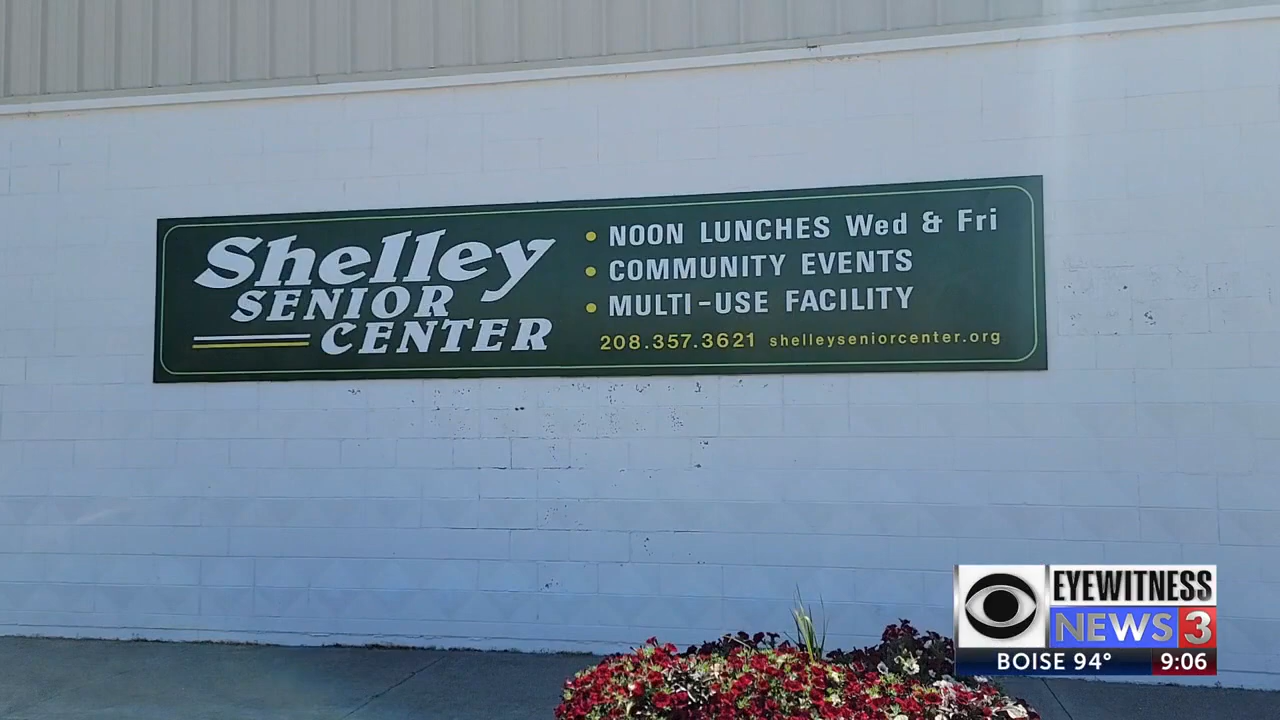 Shelley
SENIOR
CENTER
• NOON LUNCHES Wed & Fri
• COMMUNITY EVENTS
• MULTI-USE FACILITY
208.357.3621 shelleyseniorcenter.org
EYEWITNESS
NEWS 3
BOISE 94° 9:06